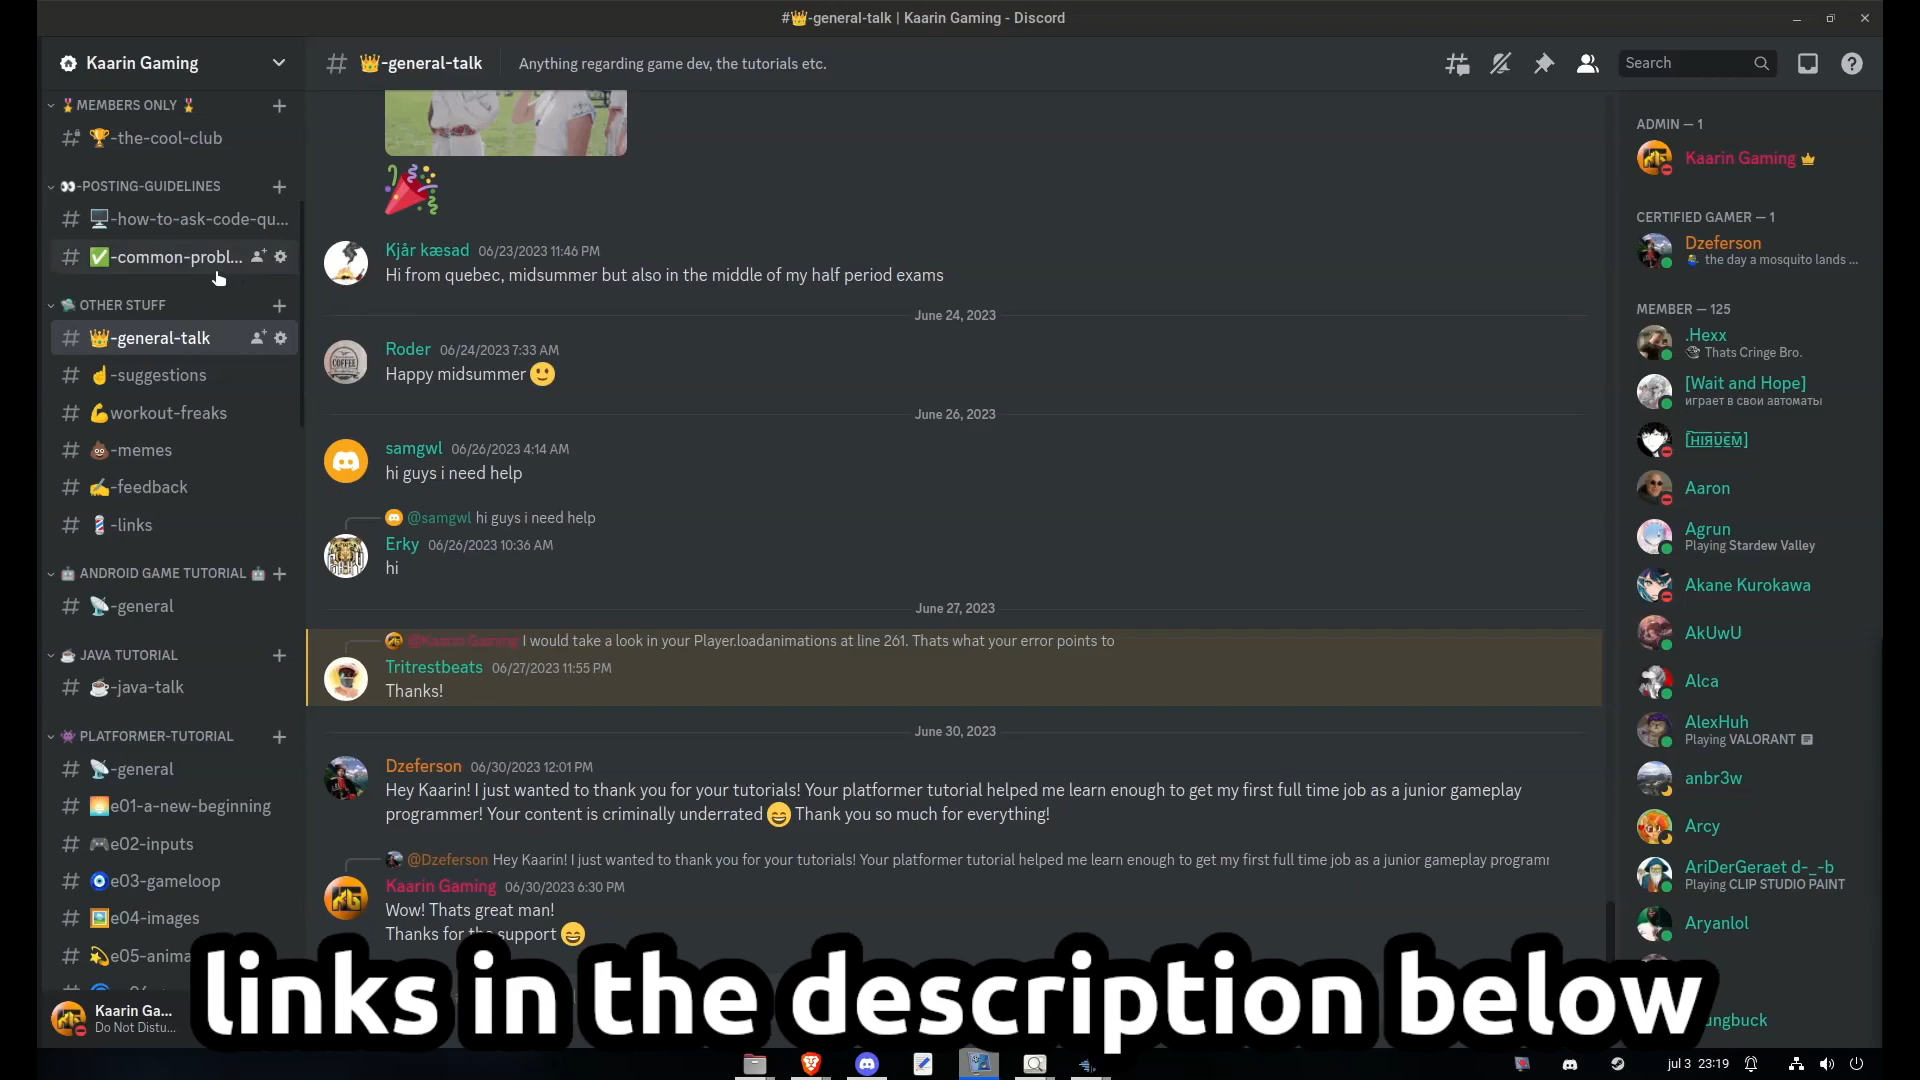 #👑-general-talk | Kaarin Gaming - Discord
Kaarin Gaming
🎖️MEMBERS ONLY 🎖️
🏆-the-cool-club
👀-POSTING-GUIDELINES
🖥️-how-to-ask-code-qu...
✅-common-probl...
🛸 OTHER STUFF
👑-general-talk
☝️-suggestions
💪workout-freaks
💩-memes
✍️-feedback
💈-links
🤖 ANDROID GAME TUTORIAL 🤖
📡-general
☕ JAVA TUTORIAL
☕-java-talk
👾 PLATFORMER-TUTORIAL
📡-general
🌅e01-a-new-beginning
🎮e02-inputs
🧿e03-gameloop
🖼️e04-images
💫e05-anima
Kaarin Ga...
Do Not Distu...
👑-general-talk
Anything regarding game dev, the tutorials etc.
Search
Kjår kæsad 06/23/2023 11:46 PM
Hi from quebec, midsummer but also in the middle of my half period exams
June 24, 2023
Roder 06/24/2023 7:33 AM
Happy midsummer 🙂
June 26, 2023
samgwl 06/26/2023 4:14 AM
hi guys i need help
@samgwl hi guys i need help
Erky 06/26/2023 10:36 AM
hi
June 27, 2023
@Kaarin Gaming I would take a look in your Player.loadanimations at line 261. Thats what your error points to
Tritrestbeats 06/27/2023 11:55 PM
Thanks!
June 30, 2023
Dzeferson 06/30/2023 12:01 PM
Hey Kaarin! I just wanted to thank you for your tutorials! Your platformer tutorial helped me learn enough to get my first full time job as a junior gameplay
programmer! Your content is criminally underrated 😄 Thank you so much for everything!
@Dzeferson Hey Kaarin! I just wanted to thank you for your tutorials! Your platformer tutorial helped me learn enough to get my first full time job as a junior gameplay programm
Kaarin Gaming 06/30/2023 6:30 PM
Wow! Thats great man!
Thanks for the support 😄
ADMIN — 1
Kaarin Gaming
CERTIFIED GAMER — 1
Dzeferson
the day a mosquito lands ...
MEMBER — 125
.Hexx
Thats Cringe Bro.
[Wait and Hope]
играет в свои автоматы
Aaron
Agrun
Playing Stardew Valley
Akane Kurokawa
AkUwU
Alca
AlexHuh
Playing VALORANT
anbr3w
Arcy
AriDerGeraet d-_-b
Playing CLIP STUDIO PAINT
Aryanlol
ngbuck
links in the description below
COFFEE
jul 3 23:19